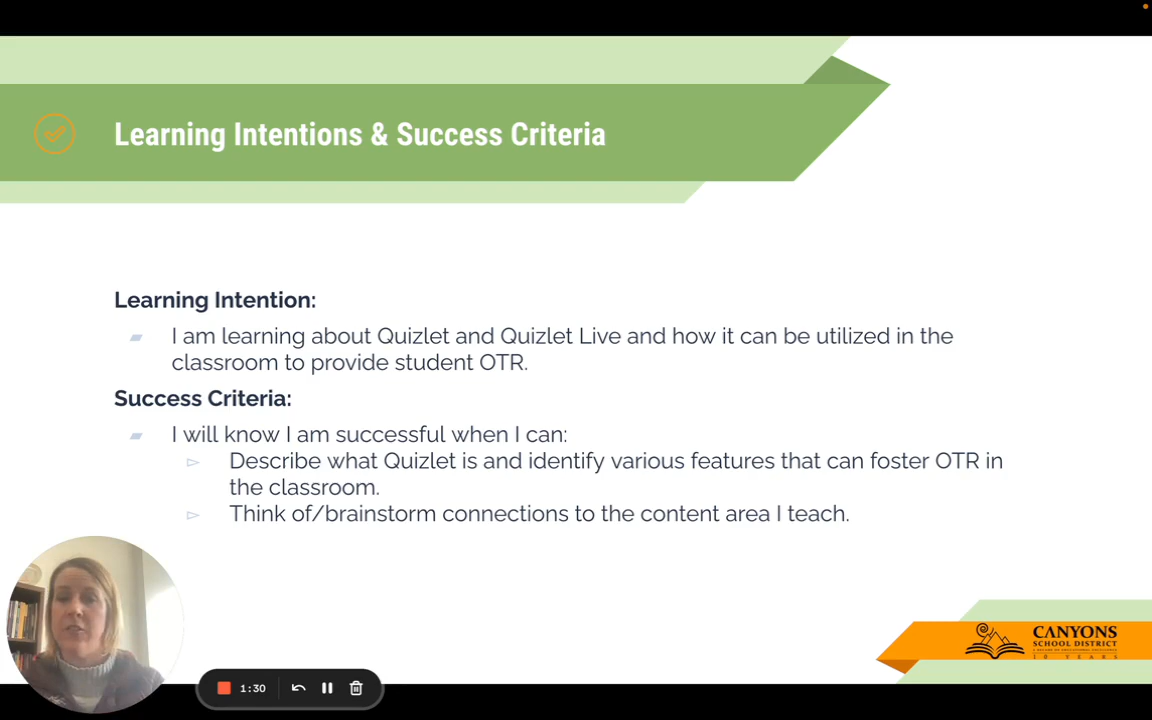 Learning Intentions & Success Criteria
Learning Intention:
I am learning about Quizlet and Quizlet Live and how it can be utilized in the
classroom to provide student OTR.
Success Criteria:
I will know I am successful when I can:
Describe what Quizlet is and identify various features that can foster OTR in
the classroom.
Think of/brainstorm connections to the content area I teach.
CANYONS
SCHOOL DISTRICT
10 YEARS
1:30